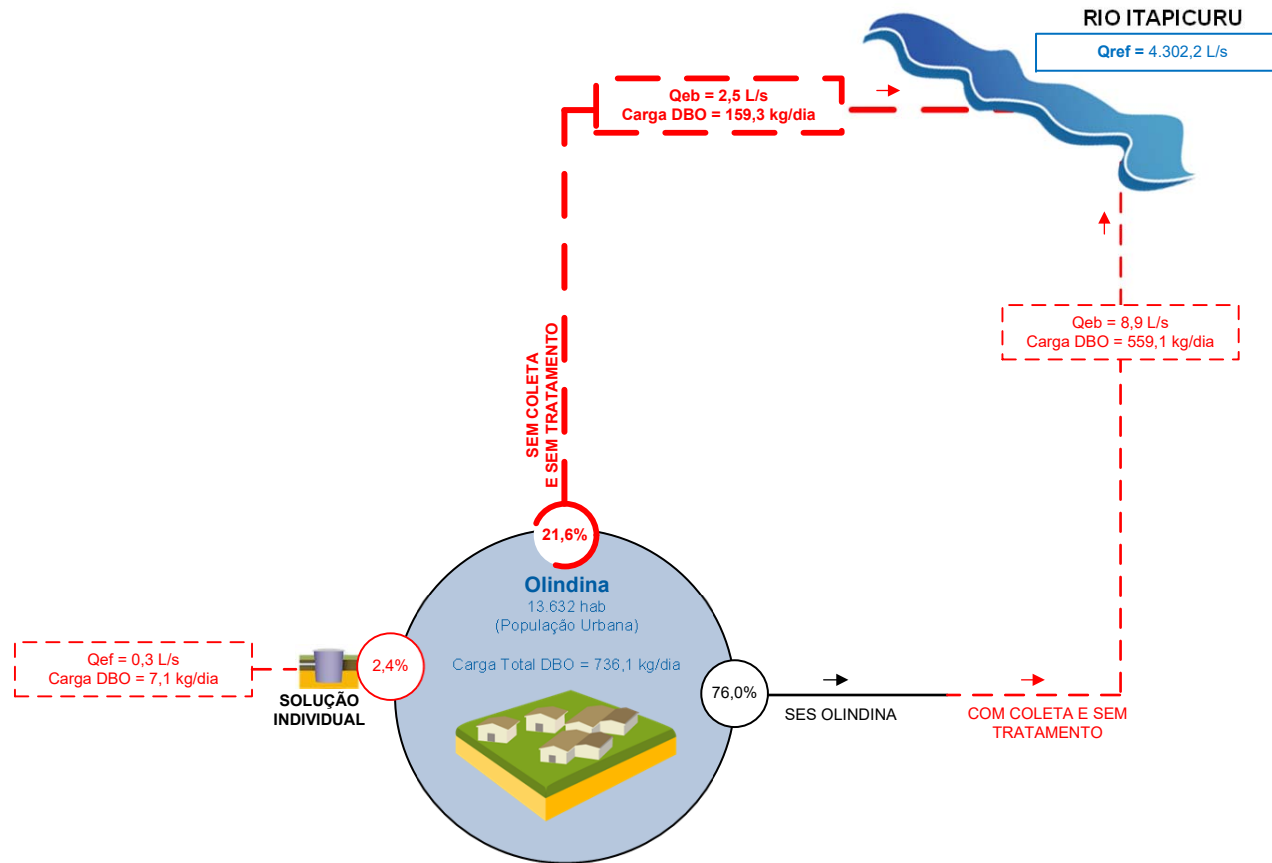 RIO ITAPICURU
Qref = 4.302,2 L/s
Qeb = 2,5 L/s
Carga DBO = 159,3 kg/dia
Qeb = 8,9 L/s
Carga DBO = 559,1 kg/dia
SEM COLETA
E SEM TRATAMENTO
21,6%
Olindina
13.632 hab
(População Urbana)
Carga Total DBO = 736,1 kg/dia
Qef = 0,3 L/s
Carga DBO = 7,1 kg/dia
SOLUÇÃO
INDIVIDUAL
2,4%
76,0%
SES OLINDINA
COM COLETA E SEM
TRATAMENTO